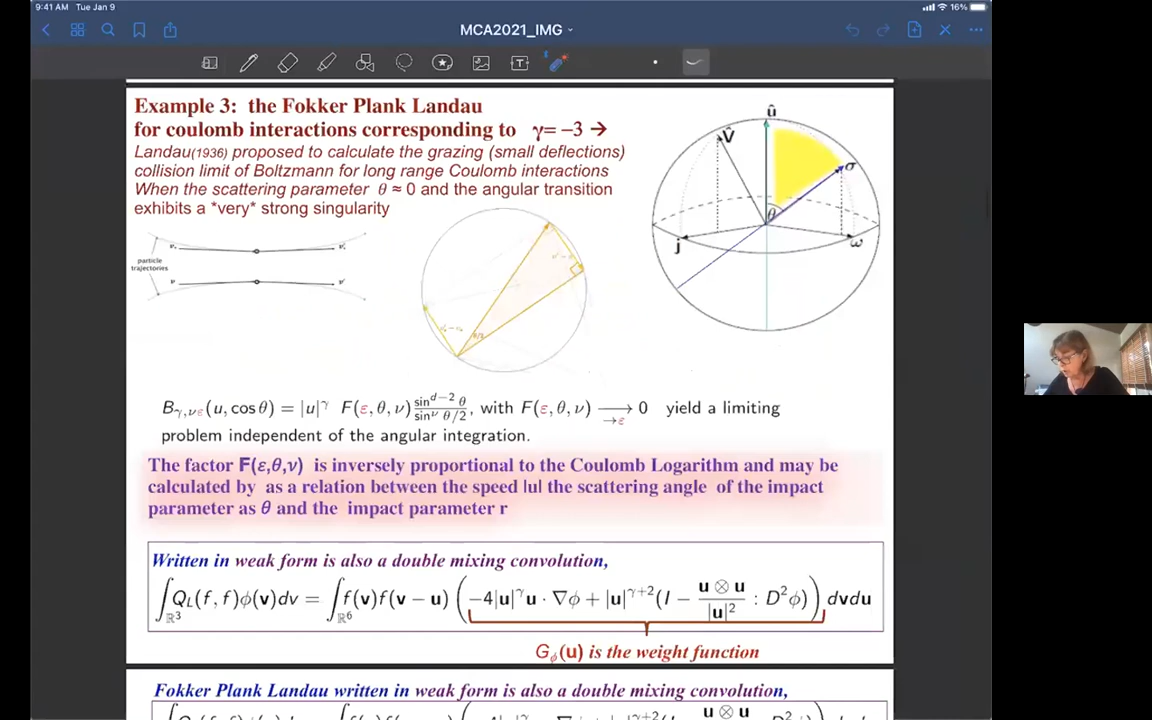 9:41 AM Tue Jan 9
16%
MCA2021_IMG
Example 3: the Fokker Plank Landau
for coulomb interactions corresponding to γ= −3 →
Landau(1936) proposed to calculate the grazing (small deflections)
collision limit of Boltzmann for long range Coulomb interactions
When the scattering parameter θ ≈ 0 and the angular transition
exhibits a *very* strong singularity
particle
trajectories
û
V̂
σ
θ
j
ω
B_{γ,νε}(u, cos θ) = |u|^γ F(ε, θ, ν) sin^{d−2} θ / sin^ν θ/2, with F(ε, θ, ν) →_{→ε} 0 yield a limiting
problem independent of the angular integration.
The factor F(ε,θ,ν) is inversely proportional to the Coulomb Logarithm and may be
calculated by as a relation between the speed |u| the scattering angle of the impact
parameter as θ and the impact parameter r
Written in weak form is also a double mixing convolution,
∫_{ℝ³} Q_L(f, f)ϕ(v)dv = ∫_{ℝ⁶} f(v)f(v − u) (−4|u|^γ u · ∇ϕ + |u|^{γ+2}(I − u ⊗ u / |u|² : D²ϕ)) dvdu
G_ϕ(u) is the weight function
Fokker Plank Landau written in weak form is also a double mixing convolution,
u ⊗ u